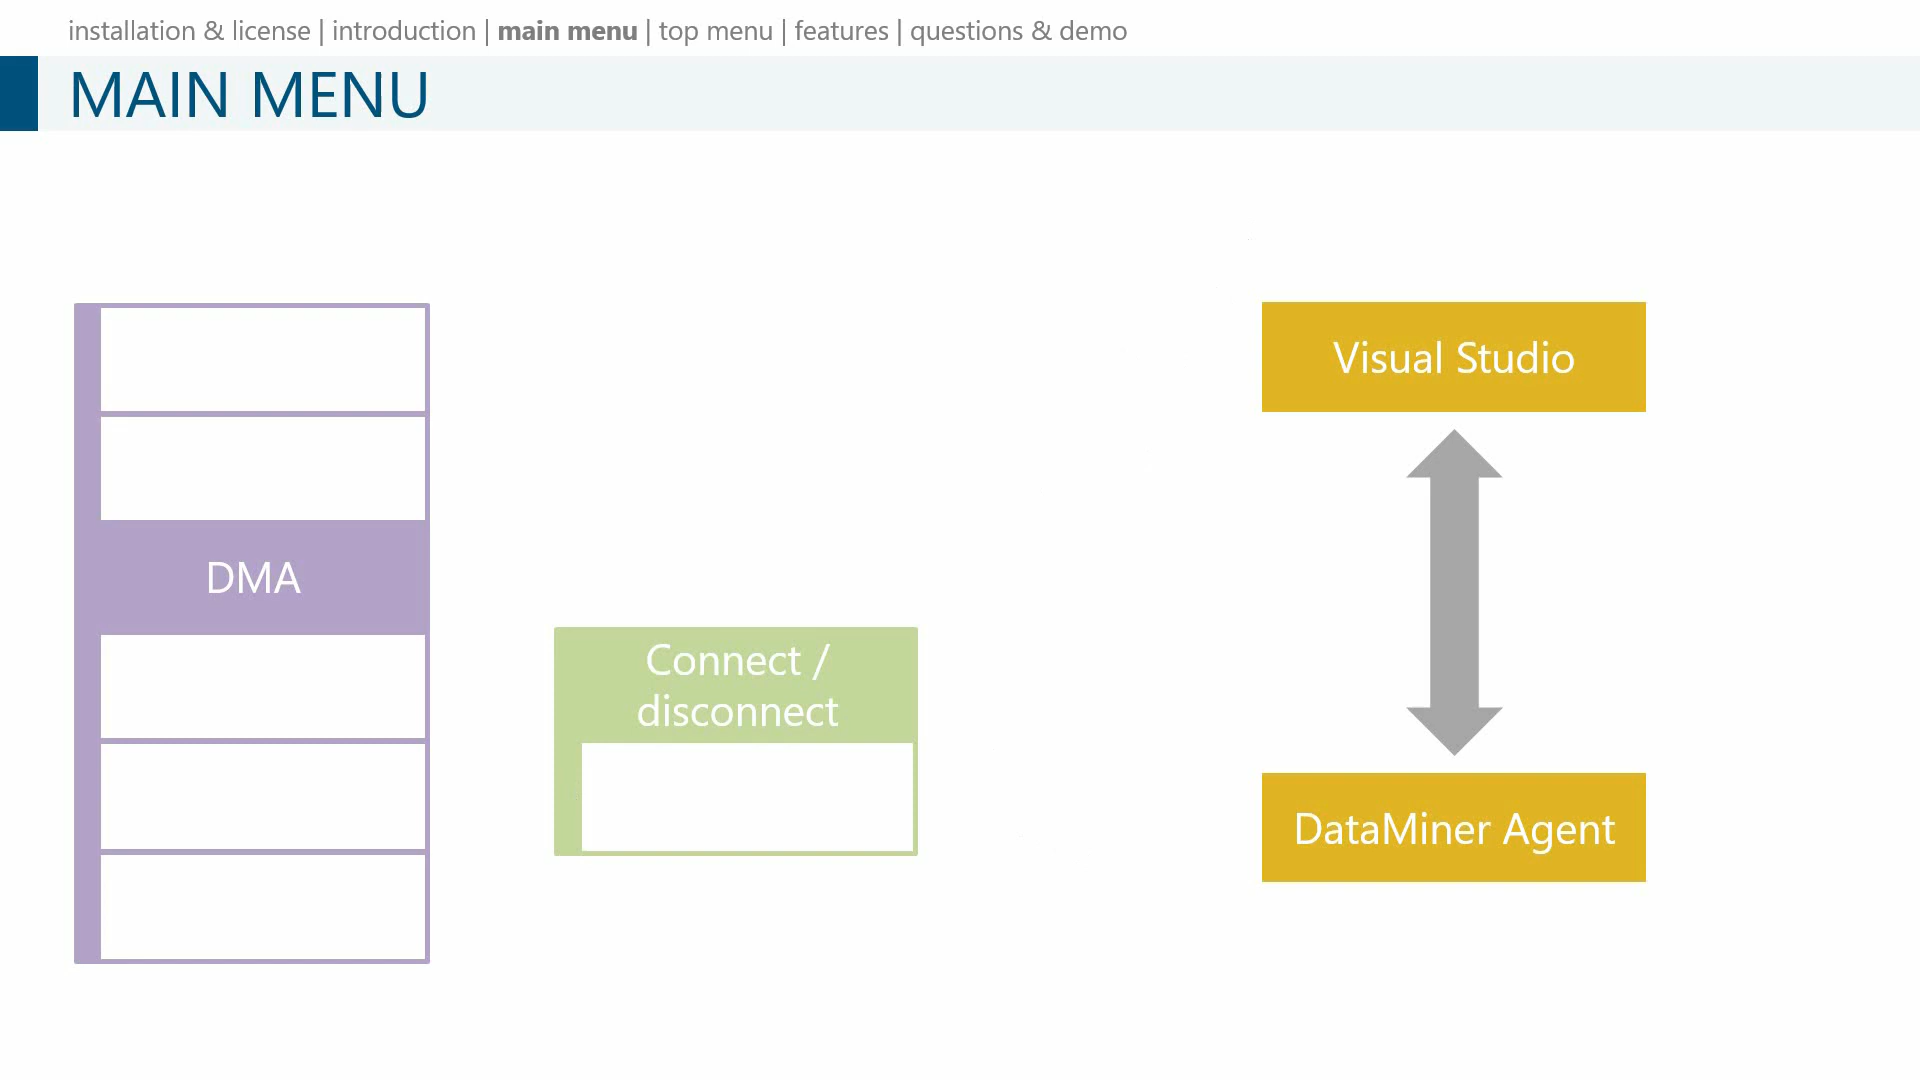 installation & license | introduction | main menu | top menu | features | questions & demo
MAIN MENU
Visual Studio
DMA
Connect /
disconnect
DataMiner Agent